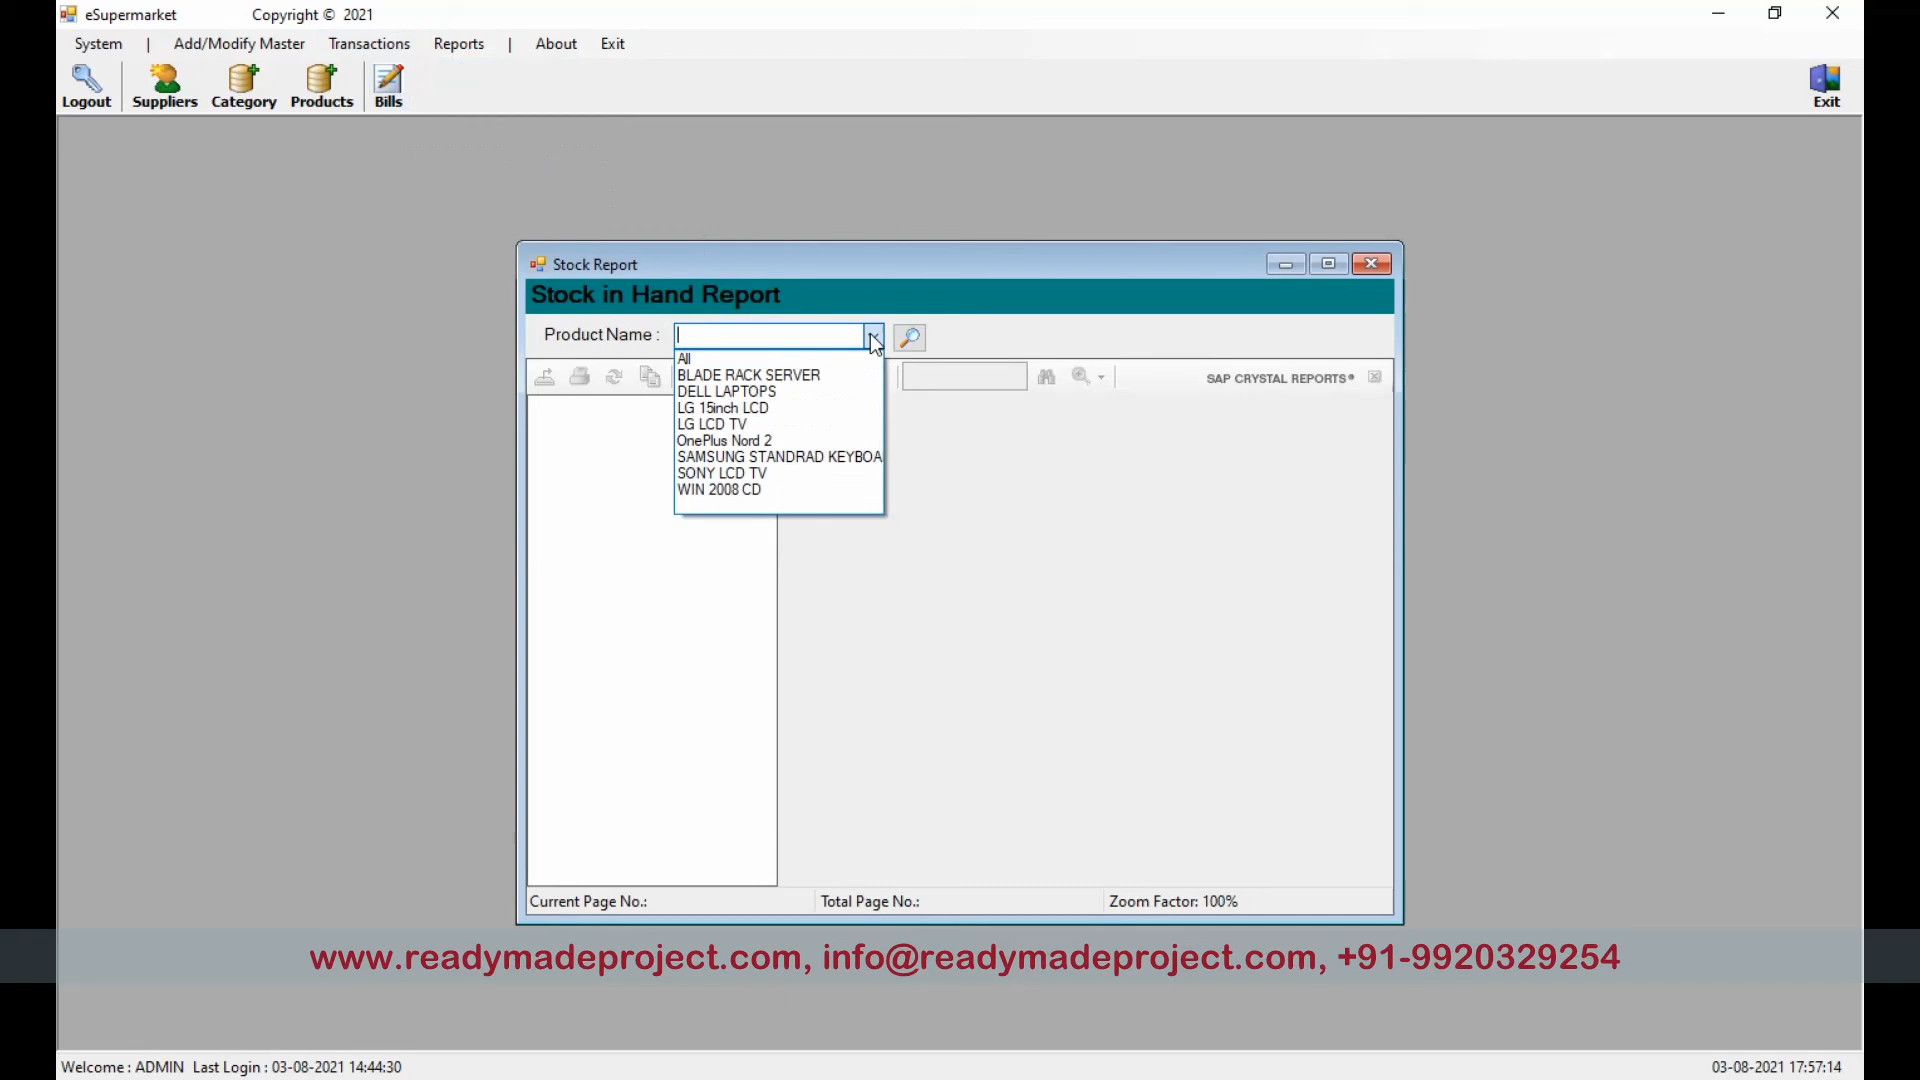 eSupermarket Copyright © 2021
System | Add/Modify Master Transactions Reports | About Exit
Logout Suppliers Category Products Bills Exit
Stock Report
Stock in Hand Report
Product Name :
All
BLADE RACK SERVER
DELL LAPTOPS
LG 15inch LCD
LG LCD TV
OnePlus Nord 2
SAMSUNG STANDRAD KEYBOA
SONY LCD TV
WIN 2008 CD
SAP CRYSTAL REPORTS®
Current Page No.: Total Page No.: Zoom Factor: 100%
www.readymadeproject.com, info@readymadeproject.com, +91-9920329254
Welcome : ADMIN Last Login : 03-08-2021 14:44:30 03-08-2021 17:57:14